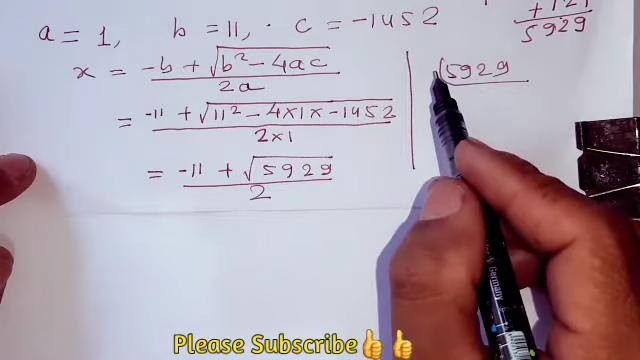 a = 1, b = 11, · c = -1452
+ 121
5929
x = -b + √b² - 4ac / 2a
= -11 + √11² - 4×1×-1452 / 2×1
= -11 + √5929 / 2
√5929
Germany
Please Subscribe👍👍